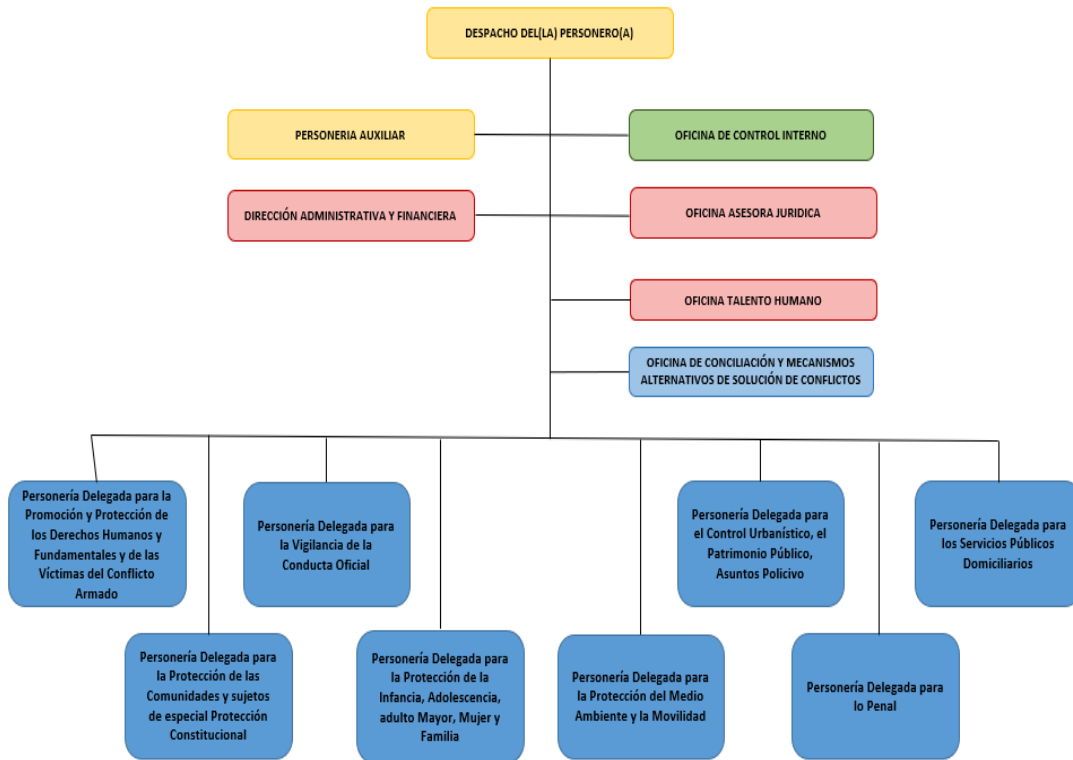 DESPACHO DEL(LA) PERSONERO(A)
PERSONERIA AUXILIAR
OFICINA DE CONTROL INTERNO
DIRECCIÓN ADMINISTRATIVA Y FINANCIERA
OFICINA ASESORA JURIDICA
OFICINA TALENTO HUMANO
OFICINA DE CONCILIACIÓN Y MECANISMOS
ALTERNATIVOS DE SOLUCIÓN DE CONFLICTOS
Personería Delegada para la
Promoción y Protección de
los Derechos Humanos y
Fundamentales y de las
Víctimas del Conflicto
Armado
Personería Delegada para
la Vigilancia de la
Conducta Oficial
Personería Delegada para
el Control Urbanístico, el
Patrimonio Público,
Asuntos Policivo
Personería Delegada para
los Servicios Públicos
Domiciliarios
Personería Delegada para
la Protección de las
Comunidades y sujetos
de especial Protección
Constitucional
Personería Delegada para
la Protección de la
Infancia, Adolescencia,
adulto Mayor, Mujer y
Familia
Personería Delegada para
la Protección del Medio
Ambiente y la Movilidad
Personería Delegada para
lo Penal